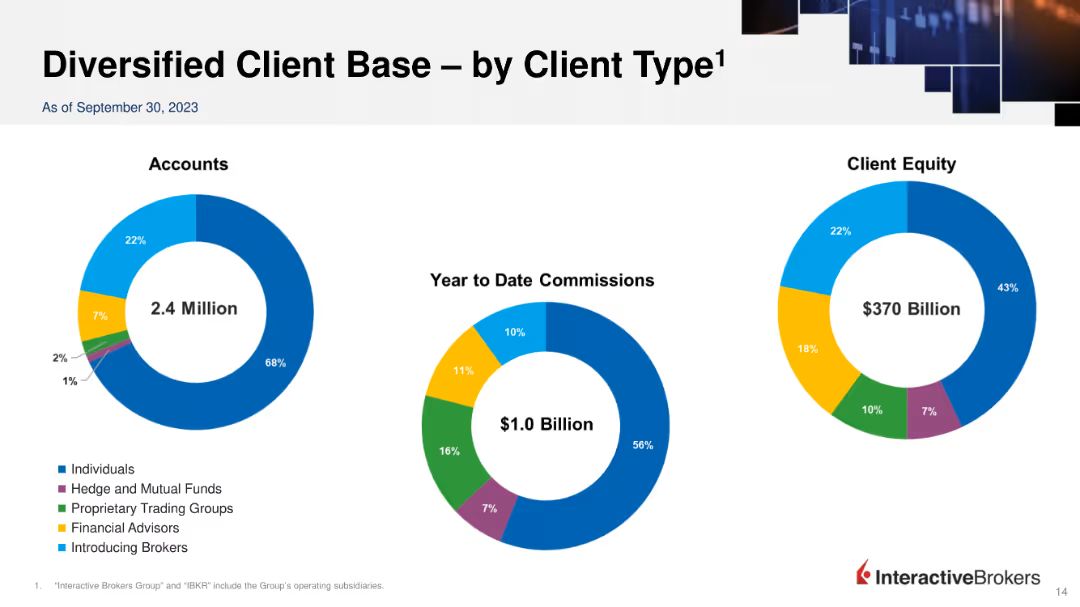 Diversified Client Base – by Client Type1
As of September 30, 2023
Accounts
22%
7%
2%
1%
68%
2.4 Million
Year to Date Commissions
10%
11%
16%
7%
56%
$1.0 Billion
Client Equity
22%
18%
10%
7%
43%
$370 Billion
Individuals
Hedge and Mutual Funds
Proprietary Trading Groups
Financial Advisors
Introducing Brokers
1. "Interactive Brokers Group" and "IBKR" include the Group's operating subsidiaries.
InteractiveBrokers
14